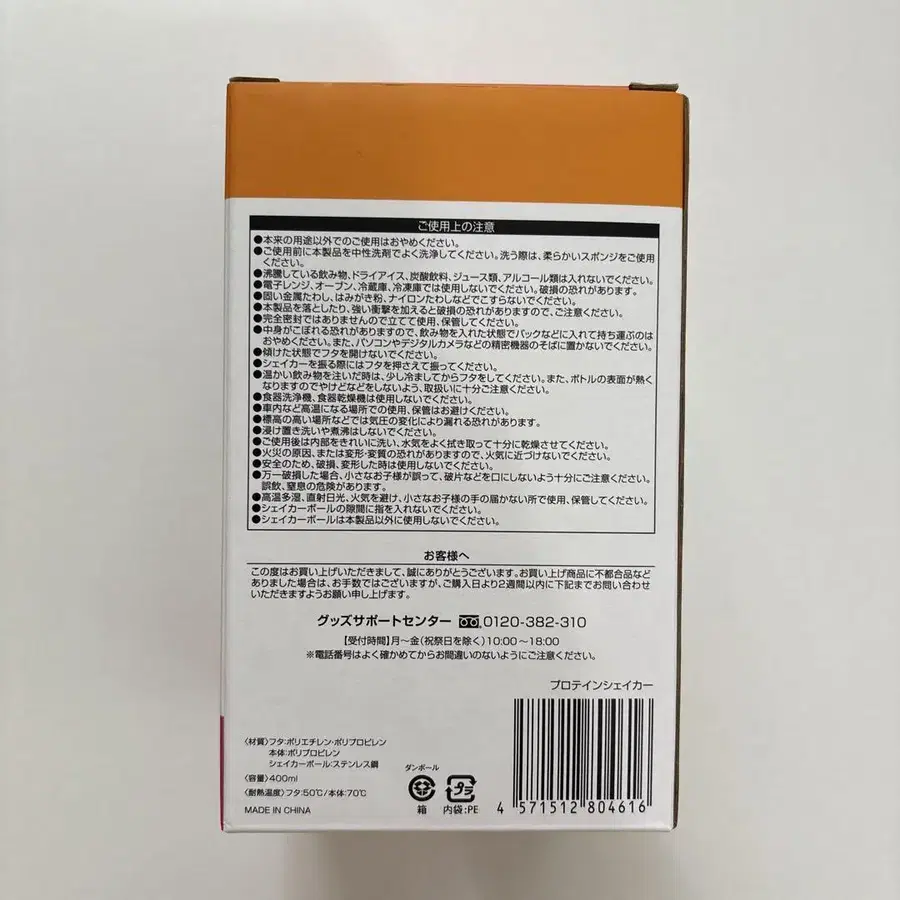 ご使用上の注意
●本来の用途以外でのご使用はおやめください。
●ご使用前に本製品を中性洗剤でよく洗浄してください。洗う際は、柔らかいスポンジをご使用
ください。
●沸騰している飲み物、ドライアイス、炭酸飲料、ジュース類、アルコール類は入れないでください。
●電子レンジ、オーブン、冷蔵庫、冷凍庫では使用しないでください。破損の恐れがあります。
●固い金属たわし、はみがき粉、ナイロンたわしなどでこすらないでください。
●本製品を落としたり、強い衝撃を加えると破損の恐れがありますので、ご注意ください。
●完全密封ではありませんので立てて使用、保管してください。
●中身がこぼれる恐れがありますので、飲み物を入れた状態でバックなどに入れて持ち運ぶのは
おやめください。また、パソコンやデジタルカメラなどの精密機器のそばに置かないでください。
●傾けた状態でフタを開けないでください。
●シェイカーを振る際にはフタを押さえて振ってください。
●温かい飲み物を注いだ時は、少し冷ましてからフタをしてください。また、ボトルの表面が熱く
なりますのでやけどなどをしないよう、取扱いに十分ご注意ください。
●食器洗浄機、食器乾燥機は使用しないでください。
●車内など高温になる場所での使用、保管はお避けください。
●標高の高い場所などでは気圧の変化により漏れる恐れがあります。
●浸け置き洗いや煮沸はしないでください。
●ご使用後は内部をきれいに洗い、水気をよく拭き取って十分に乾燥させてください。
●火災の原因、または変形・変質の恐れがありますので、火気に近づけないでください。
●安全のため、破損、変形した時は使用しないでください。
●万一破損した場合、小さなお子様が誤って、破片などを口にしないよう十分にご注意ください。
誤飲、窒息の危険があります。
●高温多湿、直射日光、火気を避け、小さなお子様の手の届かない所で使用、保管してください。
●シェイカーボールの隙間に指を入れないでください。
●シェイカーボールは本製品以外に使用しないでください。
お客様へ
この度はお買い上げいただきまして、誠にありがとうございます。お買い上げ商品に不都合品など
ありました場合は、お手数ではございますが、ご購入日より2週間以内に下記までお問い合わせ
いただきますようお願い申し上げます。
グッズサポートセンター 0120-382-310
【受付時間】月〜金(祝祭日を除く)10:00〜18:00
※電話番号はよく確かめてからお間違いのないようにご注意ください。
プロテインシェイカー
〈材質〉フタ:ポリエチレン・ポリプロピレン
本体:ポリプロピレン
シェイカーボール:ステンレス鋼
〈容量〉400ml
〈耐熱温度〉フタ:50℃/本体:70℃
MADE IN CHINA
ダンボール
箱
プラ
内袋:PE
4 571512 804616